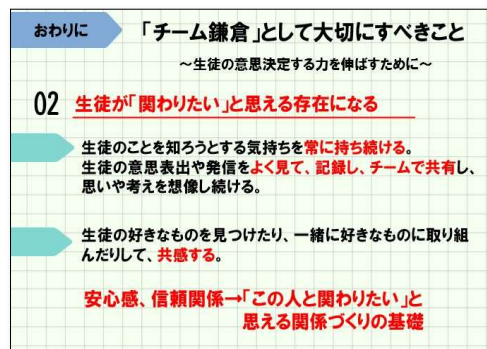 おわりに
「チーム鎌倉」として大切にすべきこと
～生徒の意思決定する力を伸ばすために～
02 生徒が「関わりたい」と思える存在になる
生徒のことを知ろうとする気持ちを常に持ち続ける。
生徒の意思表出や発信をよく見て、記録し、チームで共有し、
思いや考えを想像し続ける。
生徒の好きなものを見つけたり、一緒に好きなものに取り組
んだりして、共感する。
安心感、信頼関係→「この人と関わりたい」と
思える関係づくりの基礎